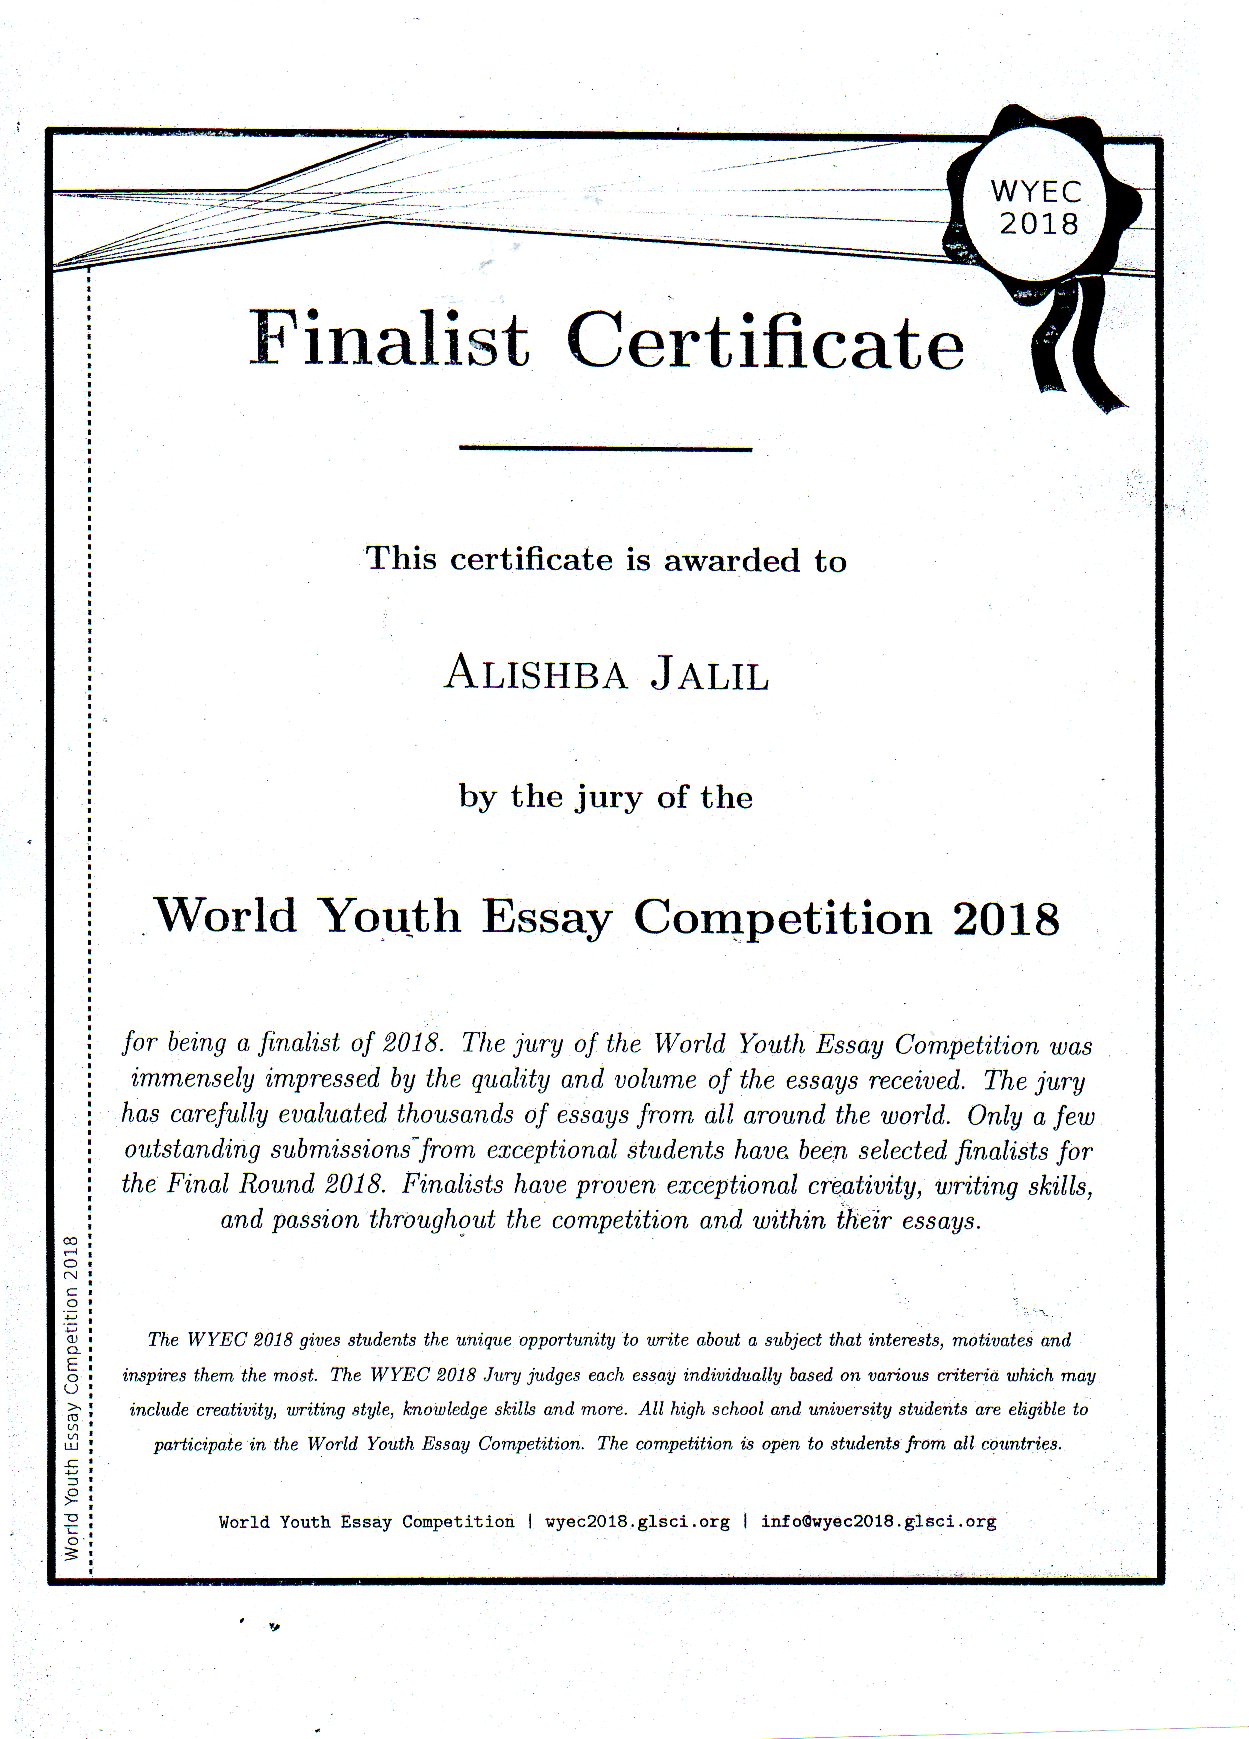 WYEC
2018
Finalist Certificate
This certificate is awarded to
ALISHBA JALIL
by the jury of the
World Youth Essay Competition 2018
for being a finalist of 2018. The jury of the World Youth Essay Competition was
immensely impressed by the quality and volume of the essays received. The jury
has carefully evaluated thousands of essays from all around the world. Only a few
outstanding submissions from exceptional students have been selected finalists for
the Final Round 2018. Finalists have proven exceptional creativity, writing skills,
and passion throughout the competition and within their essays.
The WYEC 2018 gives students the unique opportunity to write about a subject that interests, motivates and
inspires them the most. The WYEC 2018 Jury judges each essay individually based on various criteria which may
include creativity, writing style, knowledge skills and more. All high school and university students are eligible to
participate in the World Youth Essay Competition. The competition is open to students from all countries.
World Youth Essay Competition | wyec2018.glsci.org | info@wyec2018.glsci.org
World Youth Essay Competition 2018